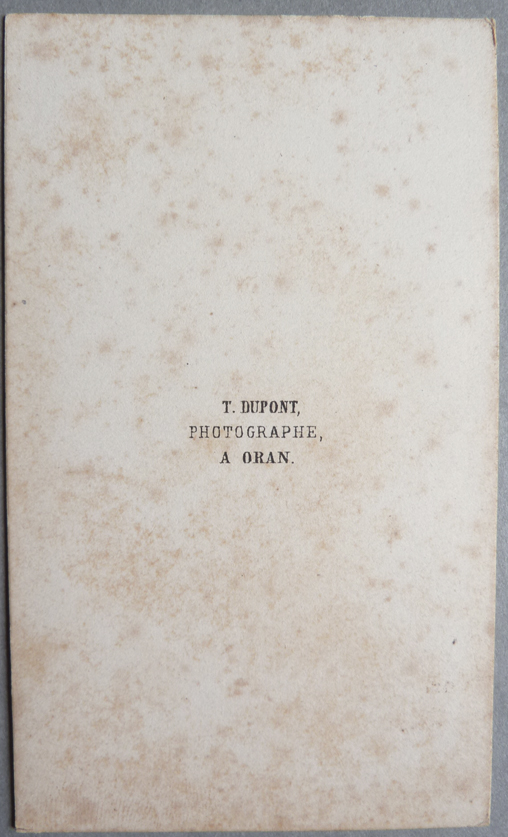 T. DUPONT,
PHOTOGRAPHE,
A ORAN.